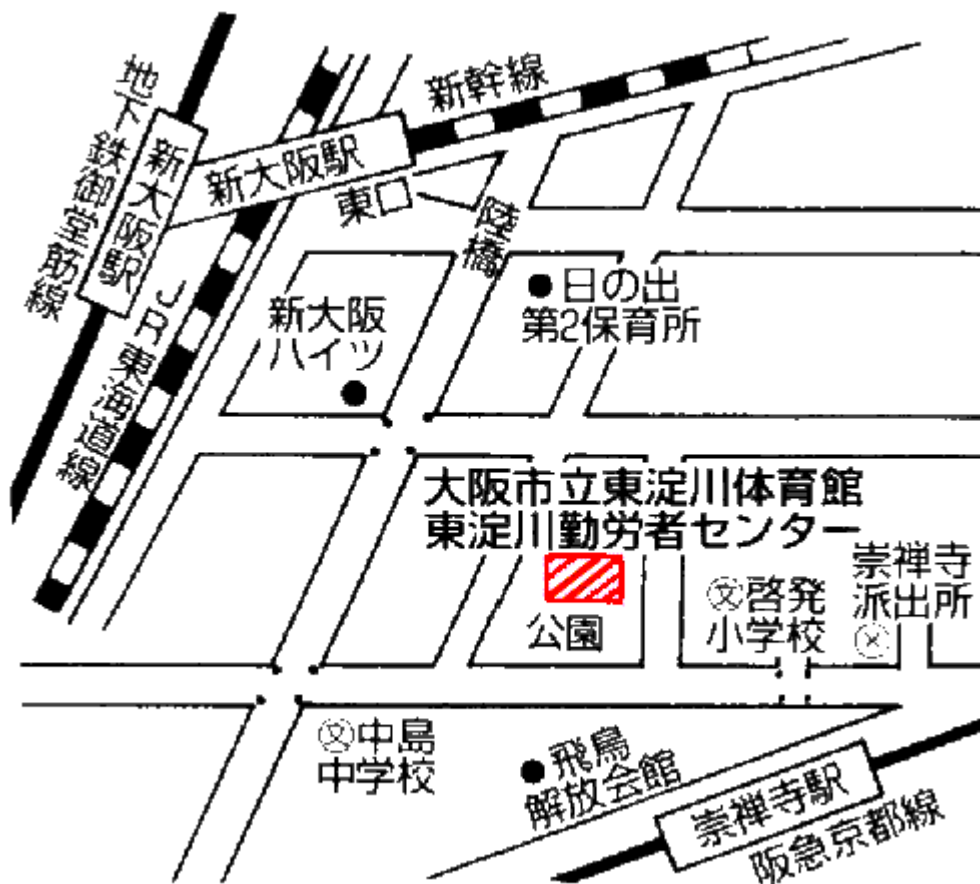 地下鉄御堂筋線
新大阪駅
新大阪駅
新幹線
東口
陸橋
JR東海道線
新大阪
ハイツ
日の出
第2保育所
大阪市立東淀川体育館
東淀川勤労者センター
公園
文啓発
小学校
崇禅寺
派出所
文中島
中学校
飛鳥
解放会館
崇禅寺駅
阪急京都線